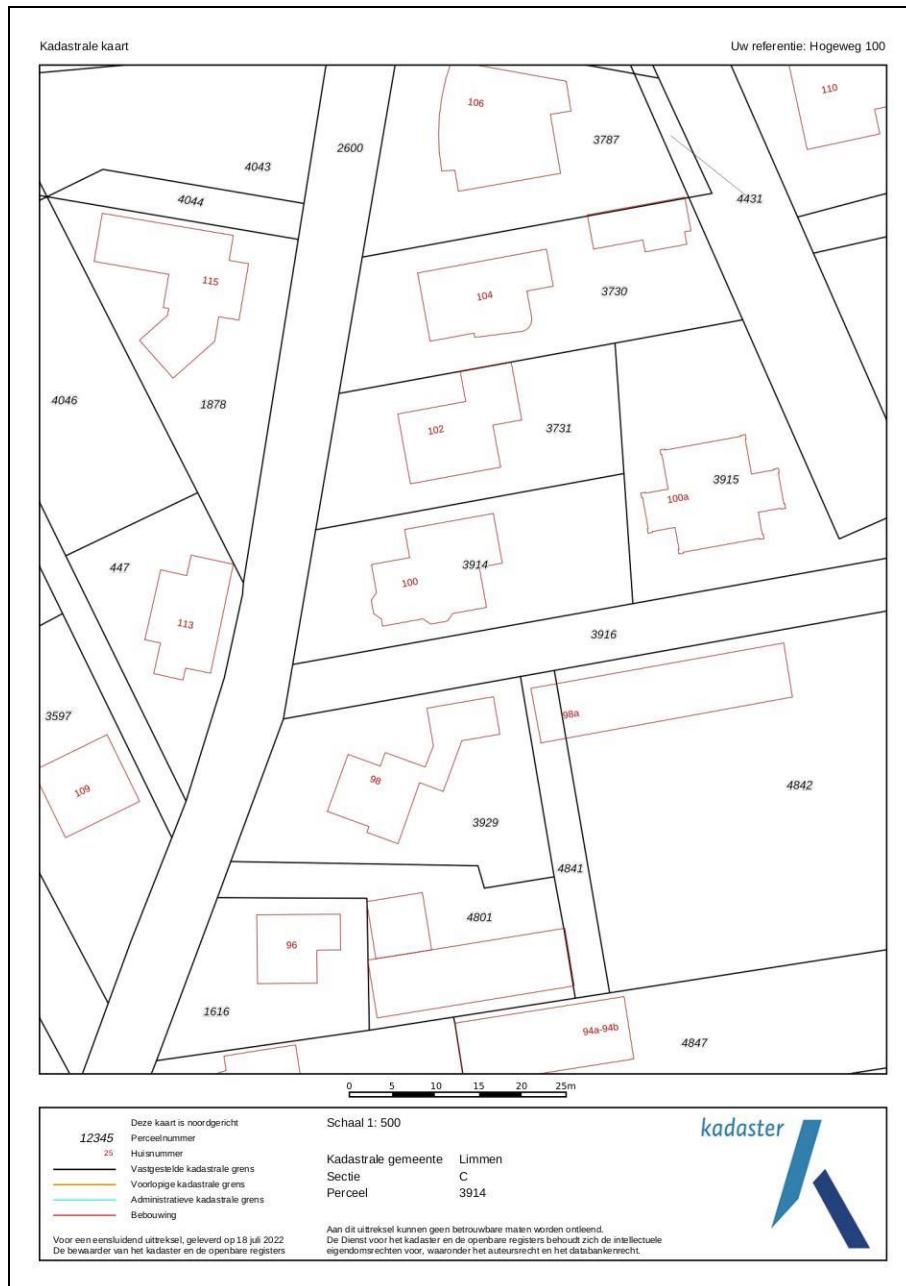 Kadastrale kaart
Uw referentie: Hogeweg 100
106
110
2600
3787
4043
4044
4431
115
104
3730
4046
1878
102
3731
3915
100a
447
3914
100
113
3916
3597
98a
109
98
4842
3929
4841
4801
96
1616
94a-94b
4847
0 5 10 15 20 25m
Deze kaart is noordgericht
12345 Perceelnummer
25 Huisnummer
Vastgestelde kadastrale grens
Voorlopige kadastrale grens
Administratieve kadastrale grens
Bebouwing
Voor een eensluidend uittreksel, geleverd op 18 juli 2022
De bewaarder van het kadaster en de openbare registers
Schaal 1: 500
Kadastrale gemeente Limmen
Sectie C
Perceel 3914
Aan dit uittreksel kunnen geen betrouwbare maten worden ontleend.
De Dienst voor het kadaster en de openbare registers behoudt zich de intellectuele
eigendomsrechten voor, waaronder het auteursrecht en het databankenrecht.
kadaster